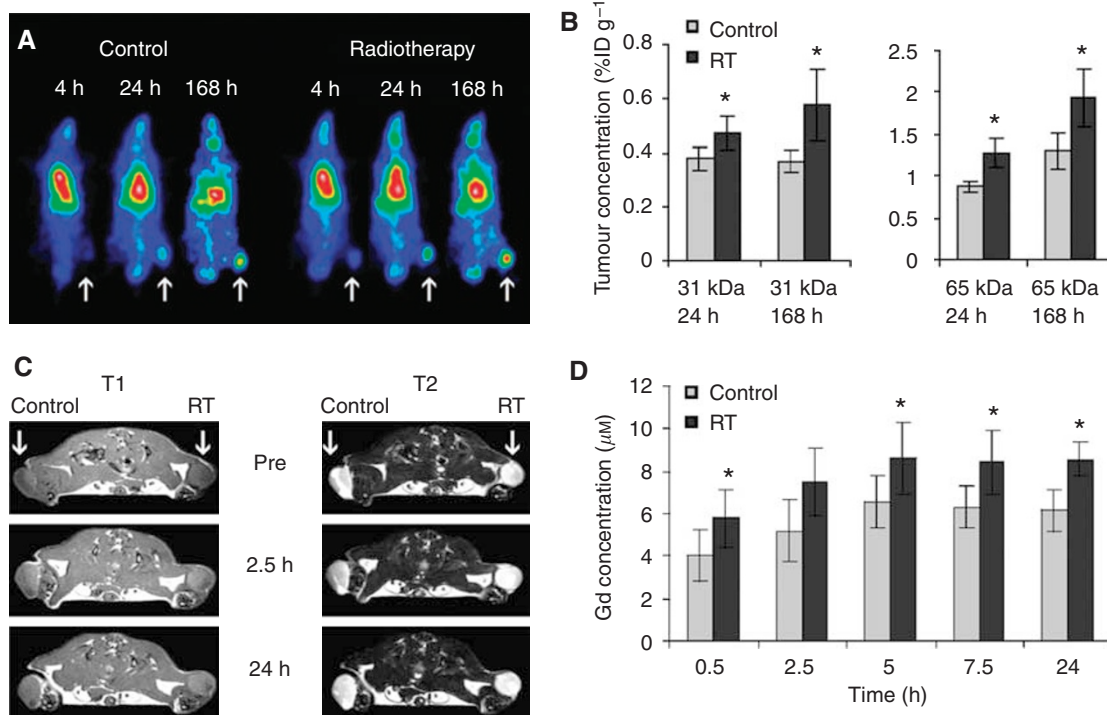 A
Control
Radiotherapy
4 h 24 h 168 h
4 h 24 h 168 h
B
Tumour concentration (%ID g⁻¹)
Control
RT
0.8
0.6
0.4
0.2
0
*
*
31 kDa 31 kDa
24 h 168 h
2.5
2
1.5
1
0.5
0
*
*
65 kDa 65 kDa
24 h 168 h
C
T1
Control RT
T2
Control RT
Pre
2.5 h
24 h
D
Gd concentration (µM)
Control
RT
12
10
8
6
4
2
0
*
*
*
*
0.5 2.5 5 7.5 24
Time (h)